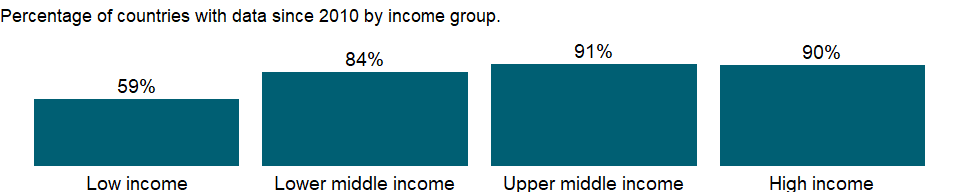 Percentage of countries with data since 2010 by income group.
59%
84%
91%
90%
Low income
Lower middle income
Upper middle income
High income